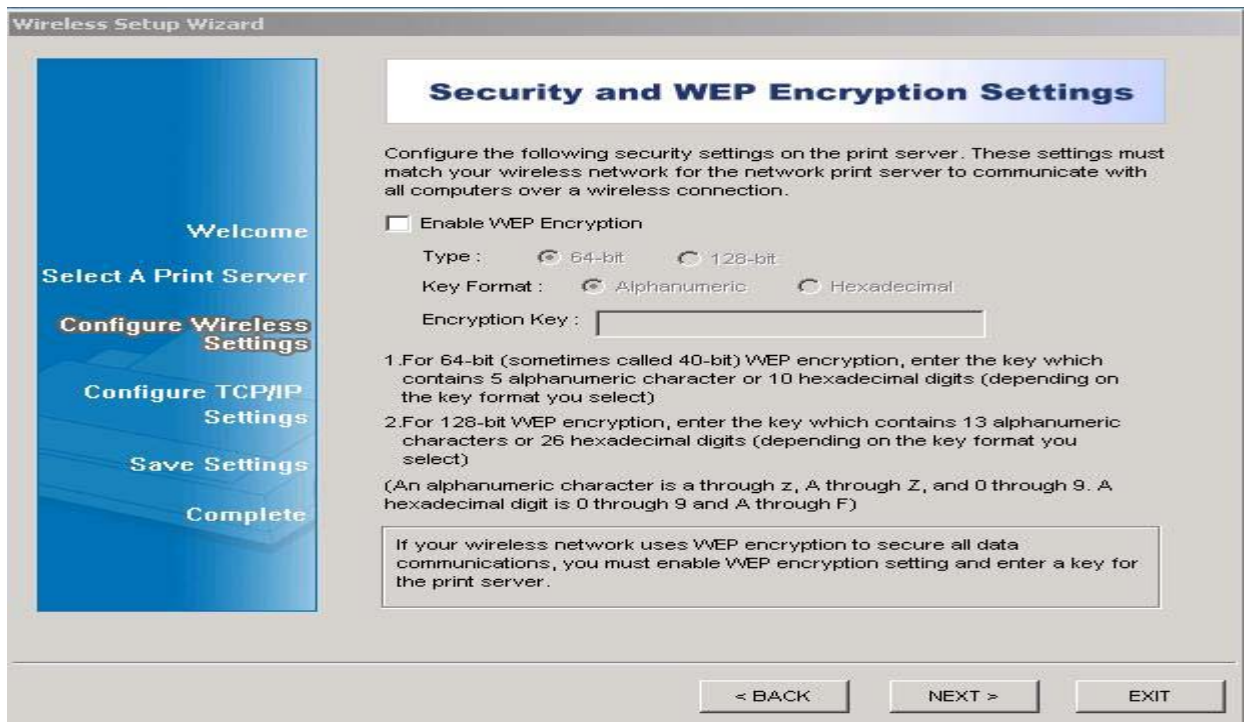 Wireless Setup Wizard
Welcome
Select A Print Server
Configure Wireless
Settings
Configure TCP/IP
Settings
Save Settings
Complete
Security and WEP Encryption Settings
Configure the following security settings on the print server. These settings must
match your wireless network for the network print server to communicate with
all computers over a wireless connection.
Enable WEP Encryption
Type : 64-bit 128-bit
Key Format : Alphanumeric Hexadecimal
Encryption Key :
1.For 64-bit (sometimes called 40-bit) WEP encryption, enter the key which
contains 5 alphanumeric character or 10 hexadecimal digits (depending on
the key format you select)
2.For 128-bit WEP encryption, enter the key which contains 13 alphanumeric
characters or 26 hexadecimal digits (depending on the key format you
select)
(An alphanumeric character is a through z, A through Z, and 0 through 9. A
hexadecimal digit is 0 through 9 and A through F)
If your wireless network uses WEP encryption to secure all data
communications, you must enable WEP encryption setting and enter a key for
the print server.
< BACK NEXT > EXIT